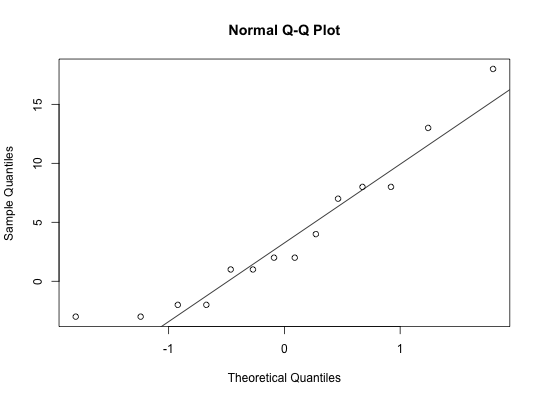 Normal Q-Q Plot
15
10
5
0
Sample Quantiles
-1 0 1
Theoretical Quantiles